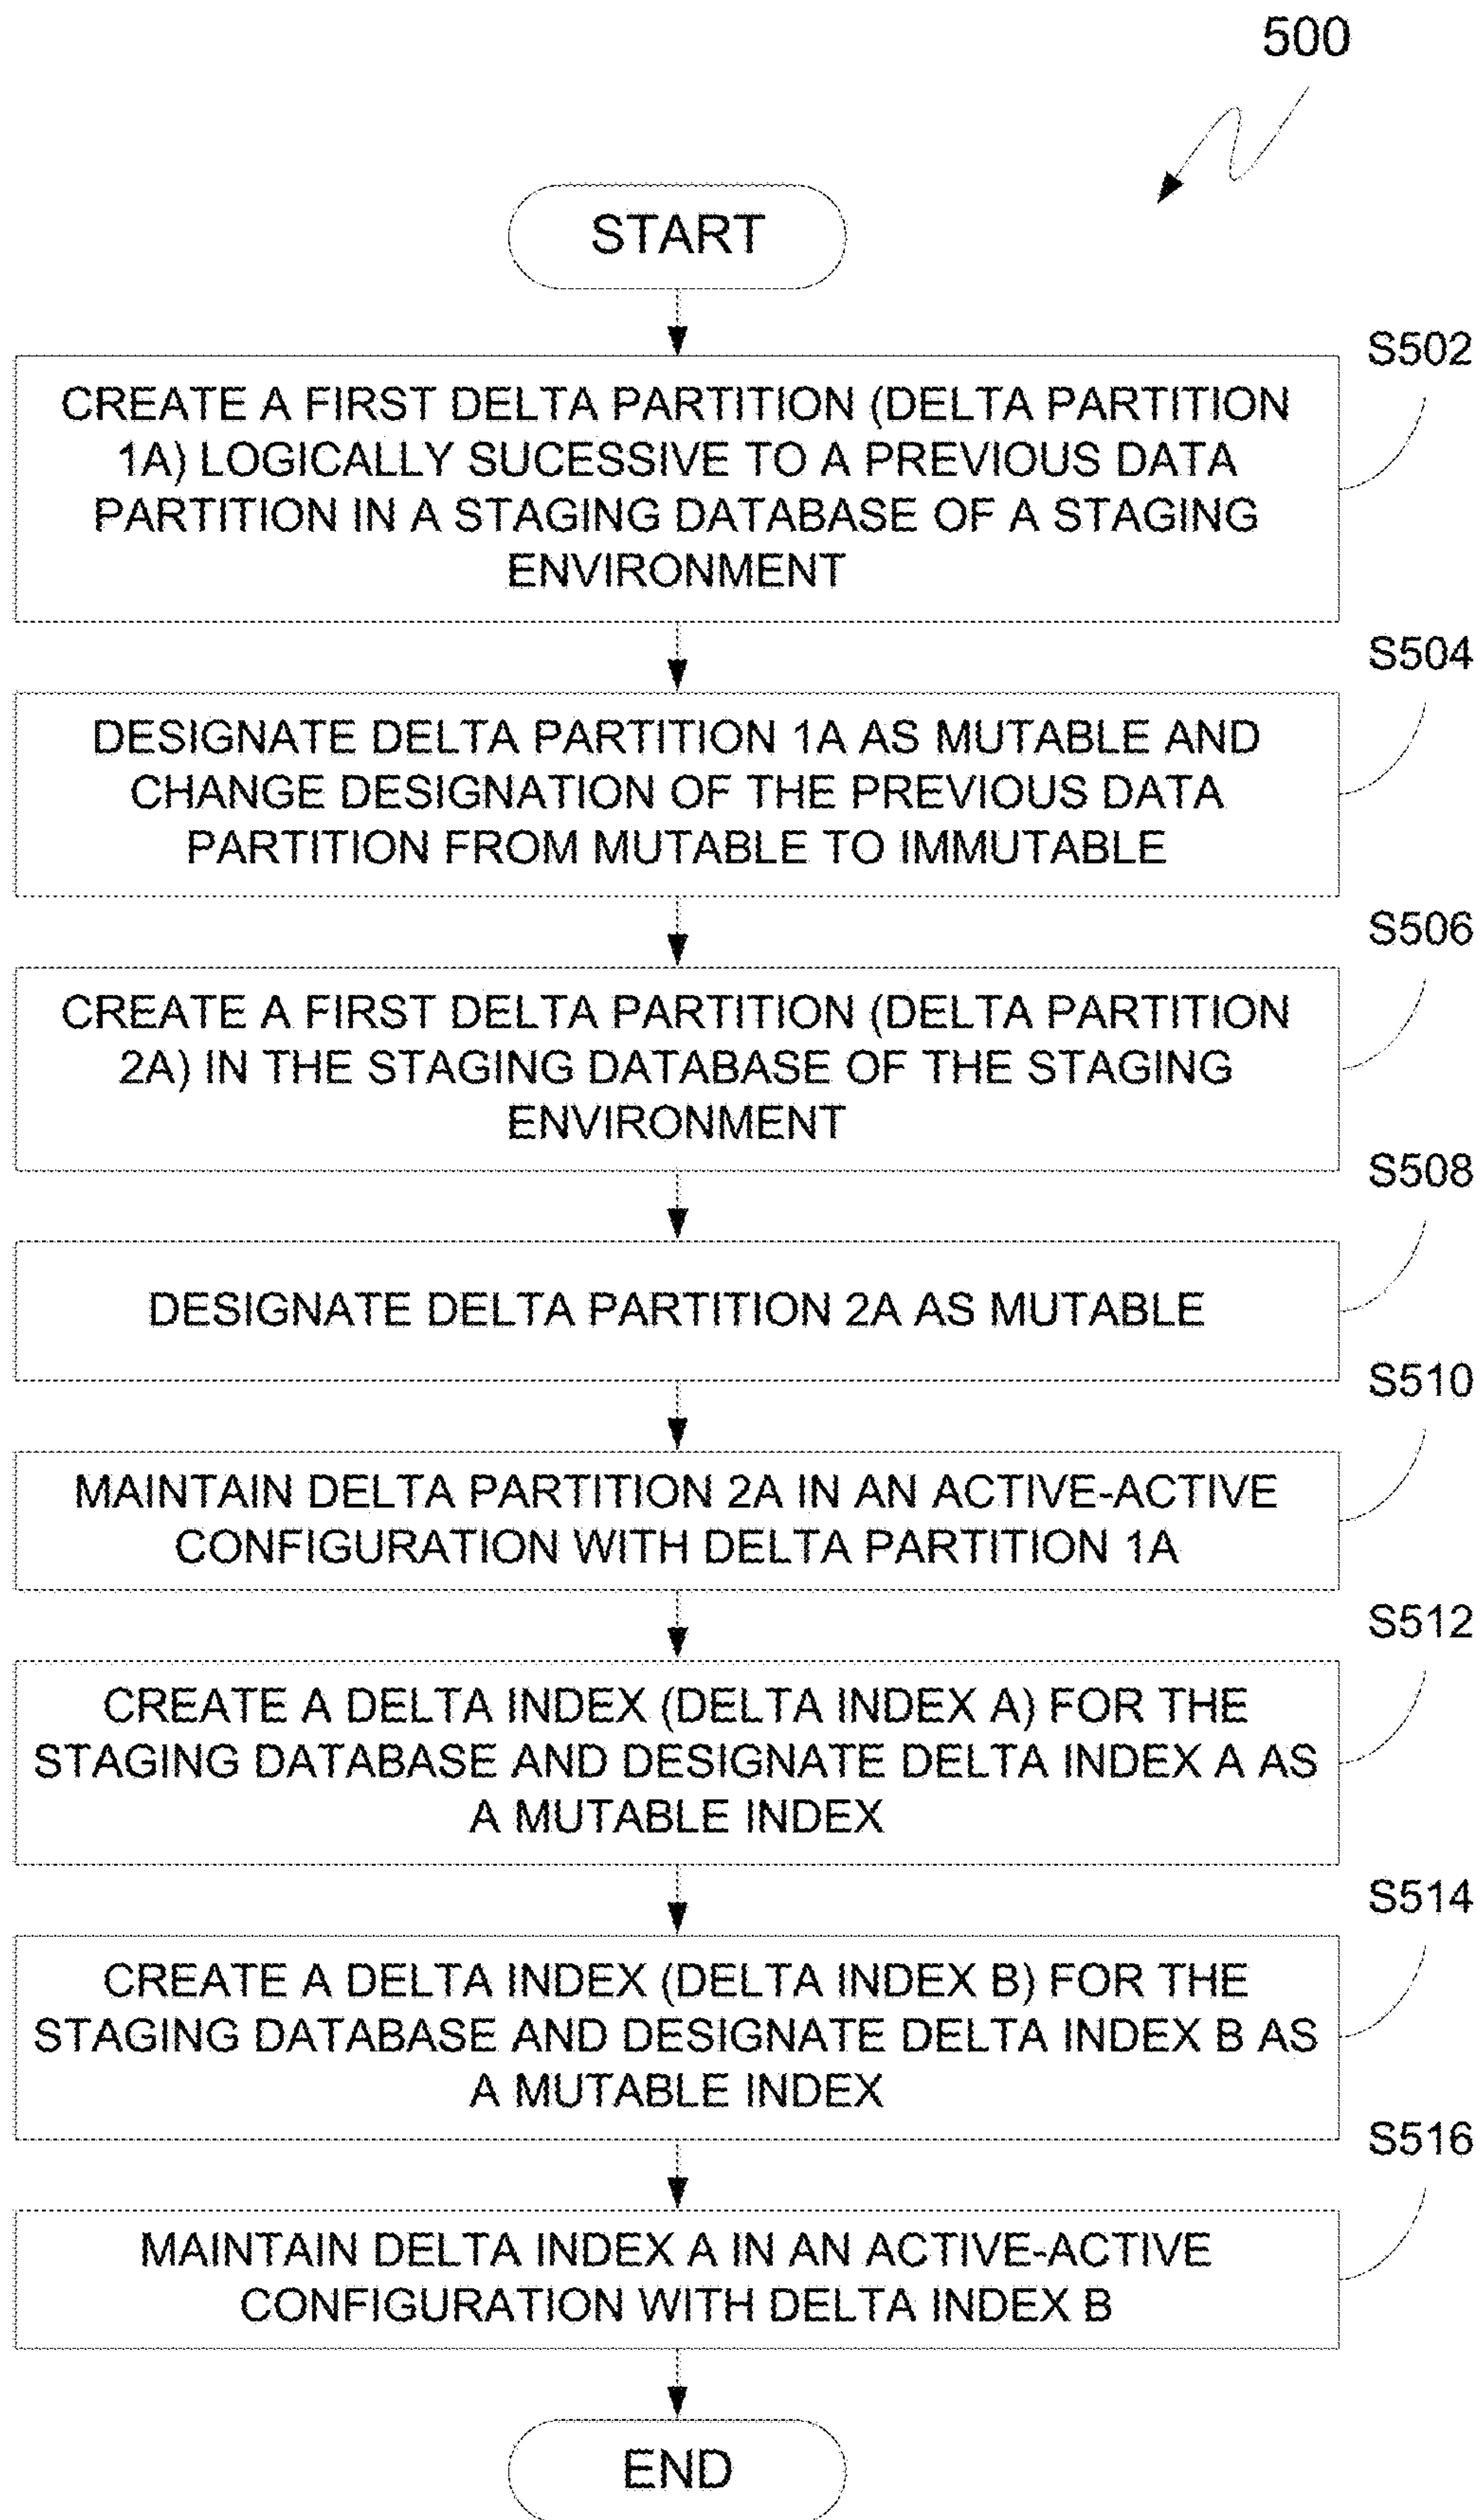 500
START
S502
CREATE A FIRST DELTA PARTITION (DELTA PARTITION
1A) LOGICALLY SUCESSIVE TO A PREVIOUS DATA
PARTITION IN A STAGING DATABASE OF A STAGING
ENVIRONMENT
S504
DESIGNATE DELTA PARTITION 1A AS MUTABLE AND
CHANGE DESIGNATION OF THE PREVIOUS DATA
PARTITION FROM MUTABLE TO IMMUTABLE
S506
CREATE A FIRST DELTA PARTITION (DELTA PARTITION
2A) IN THE STAGING DATABASE OF THE STAGING
ENVIRONMENT
S508
DESIGNATE DELTA PARTITION 2A AS MUTABLE
S510
MAINTAIN DELTA PARTITION 2A IN AN ACTIVE-ACTIVE
CONFIGURATION WITH DELTA PARTITION 1A
S512
CREATE A DELTA INDEX (DELTA INDEX A) FOR THE
STAGING DATABASE AND DESIGNATE DELTA INDEX A AS
A MUTABLE INDEX
S514
CREATE A DELTA INDEX (DELTA INDEX B) FOR THE
STAGING DATABASE AND DESIGNATE DELTA INDEX B AS
A MUTABLE INDEX
S516
MAINTAIN DELTA INDEX A IN AN ACTIVE-ACTIVE
CONFIGURATION WITH DELTA INDEX B
END